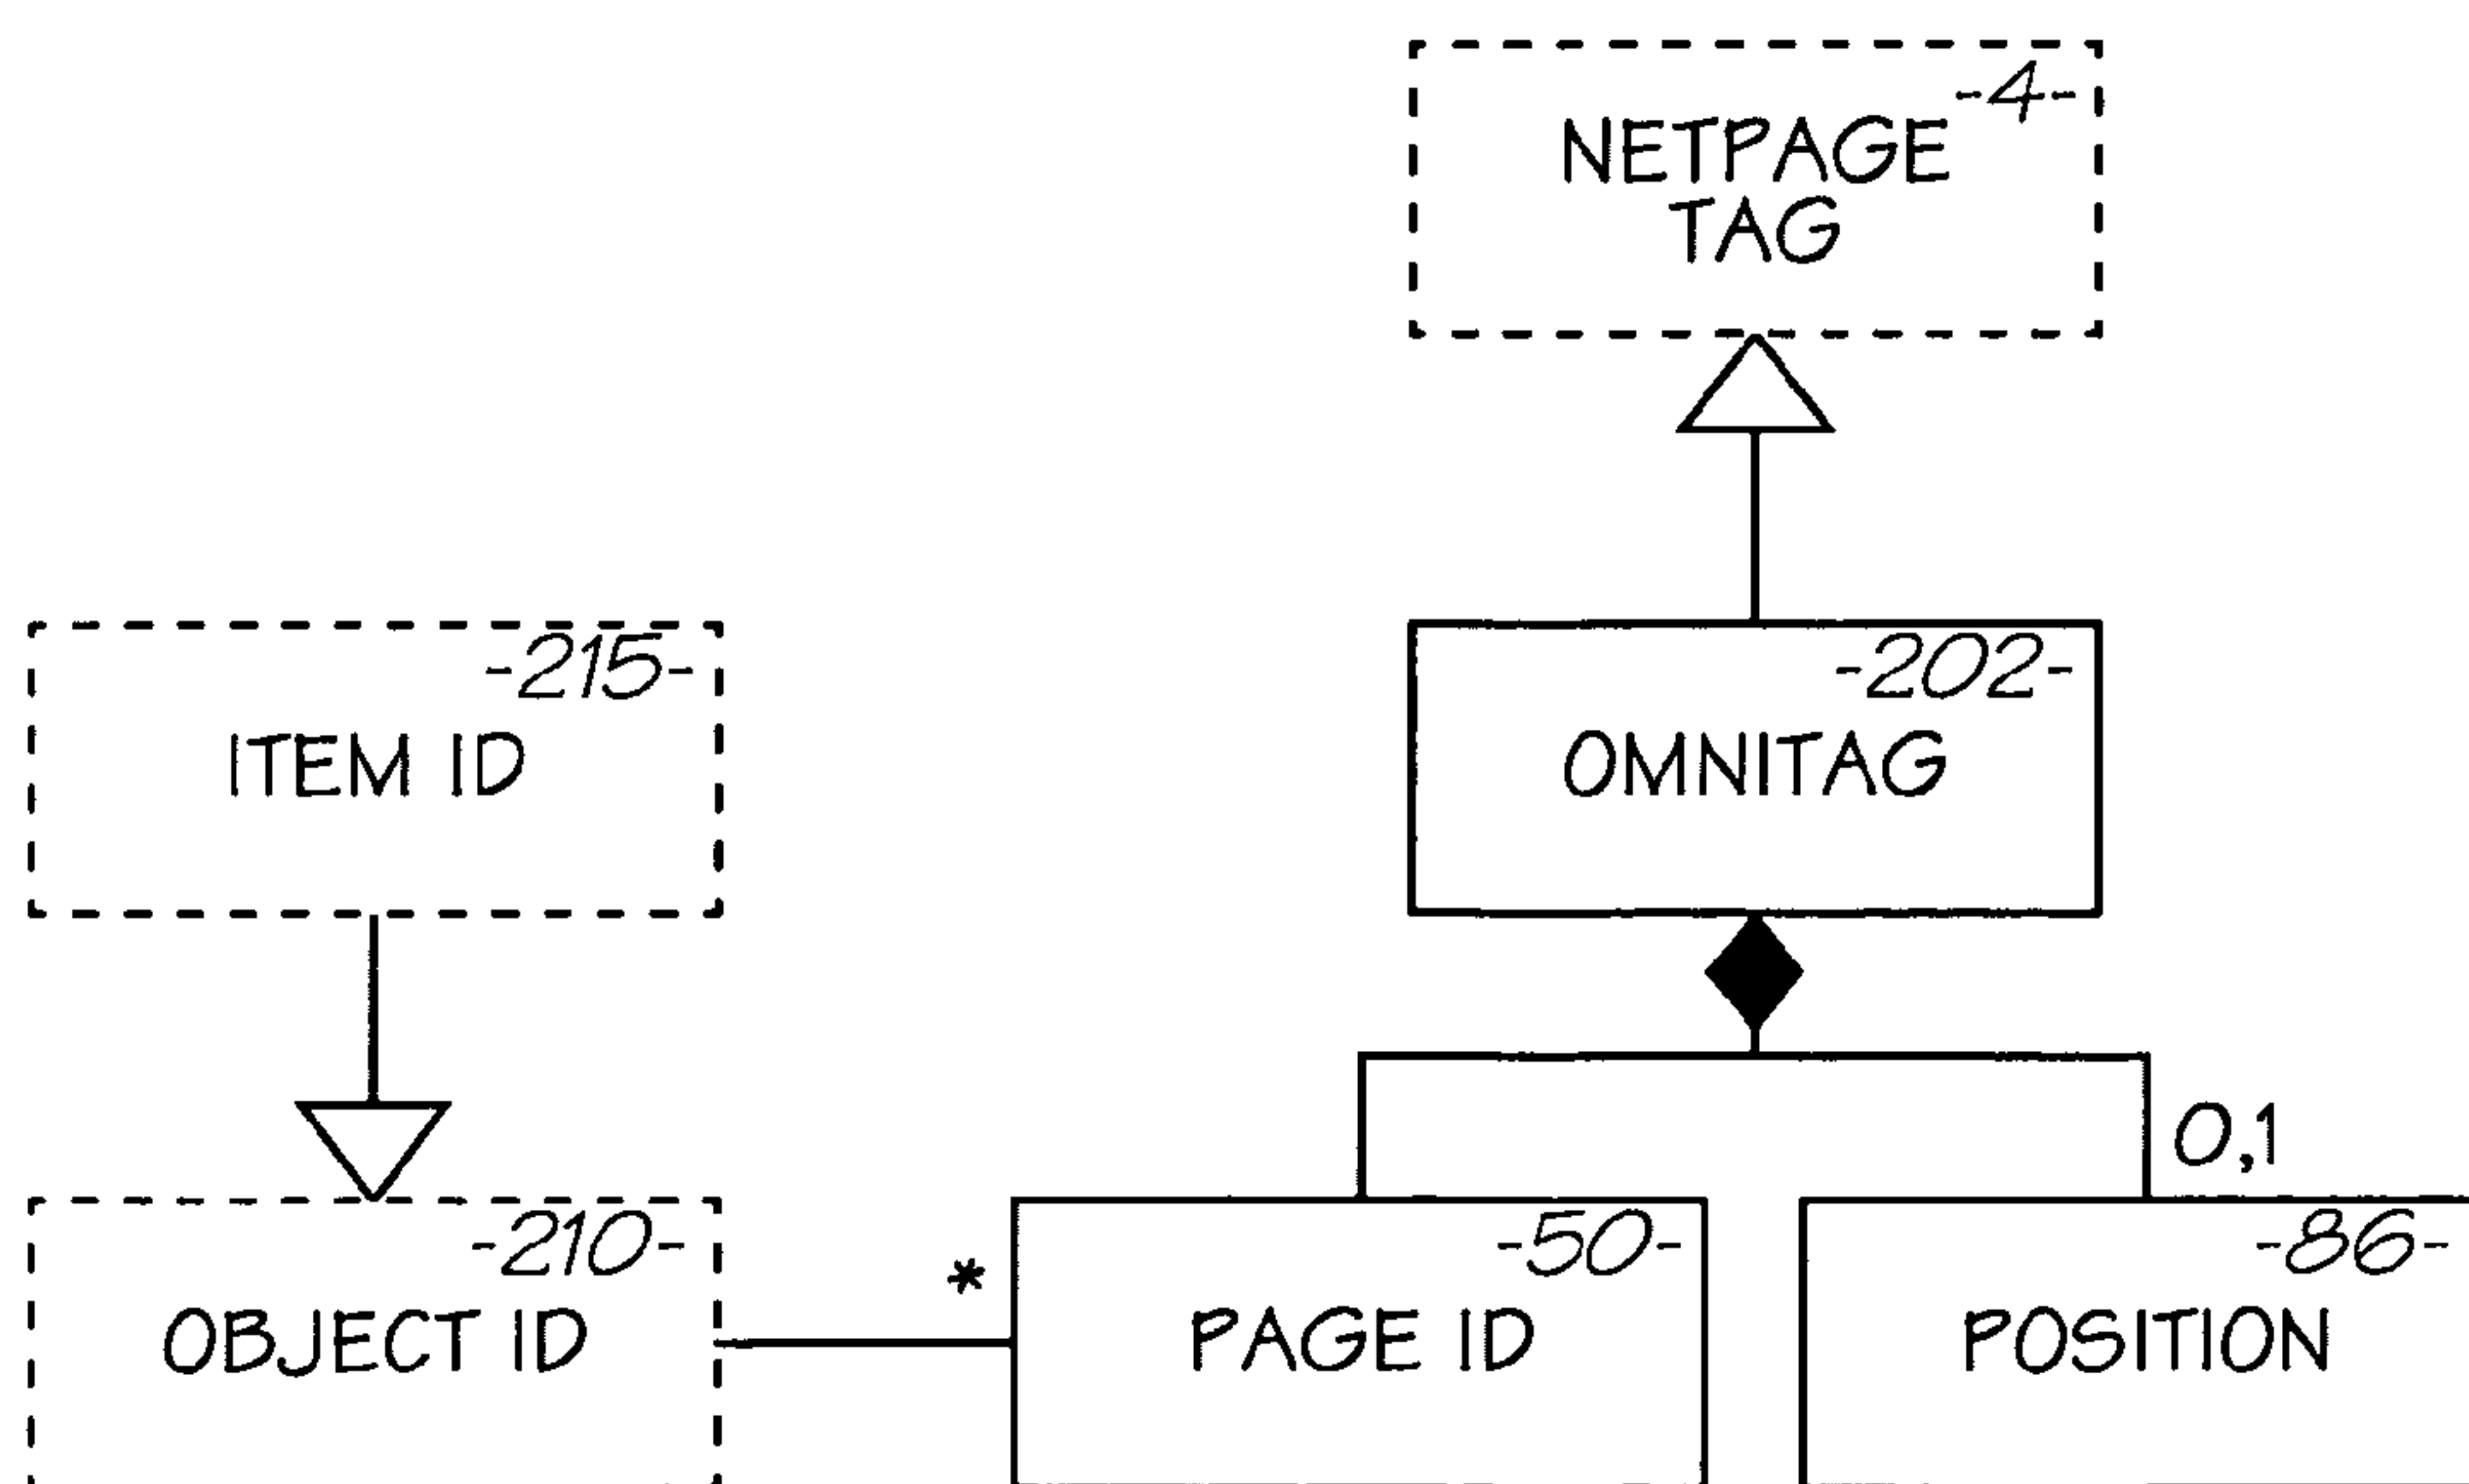 -4-
NETPAGE
TAG
-215-
ITEM ID
-202-
OMNITAG
0,1
-210-
OBJECT ID
*
-50-
PAGE ID
-86-
POSITION